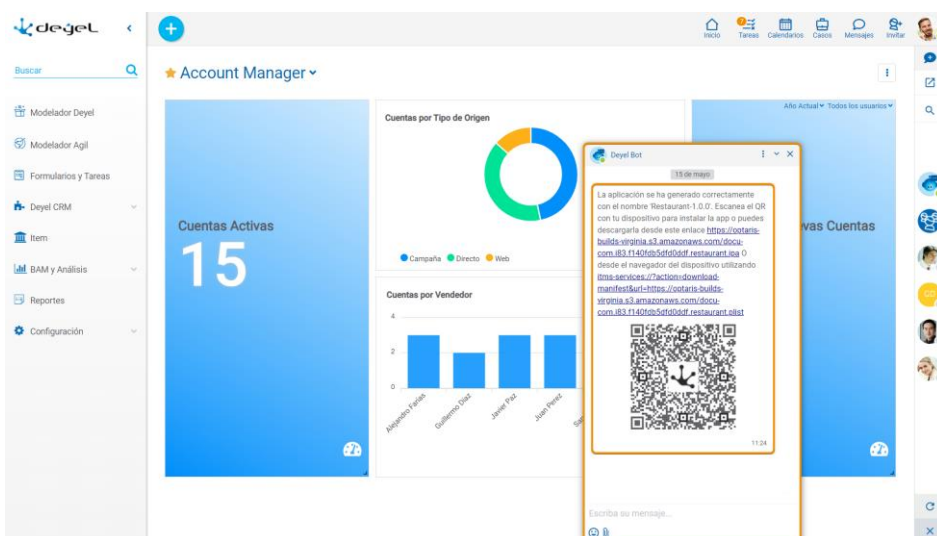 deyel
Inicio
Tareas
Calendarios
Casos
Mensajes
Invitar
Buscar
Account Manager
Modelador Deyel
Modelador Agil
Formularios y Tareas
Deyel CRM
Item
BAM y Análisis
Reportes
Configuración
Cuentas Activas
15
Cuentas por Tipo de Origen
Campaña
Directo
Web
Cuentas por Vendedor
4
2
0
Alejandro Farias
Guillermo Diaz
Javier Paz
Juan Perez
Año Actual
Todos los usuarios
vas Cuentas
Deyel Bot
15 de mayo
La aplicación se ha generado correctamente
con el nombre 'Restaurant-1.0.0'. Escanea el QR
con tu dispositivo para instalar la app o puedes
descargarla desde este enlace https://optaris-
builds-virginia.s3.amazonaws.com/docu-
com.i83.f140fdb5dfd0ddf.restaurant.ipa O
desde el navegador del dispositivo utilizando
itms-services://?action=download-
manifest&url=https://optaris-builds-
virginia.s3.amazonaws.com/docu-
com.i83.f140fdb5dfd0ddf.restaurant.plist
11:24
Escriba su mensaje...